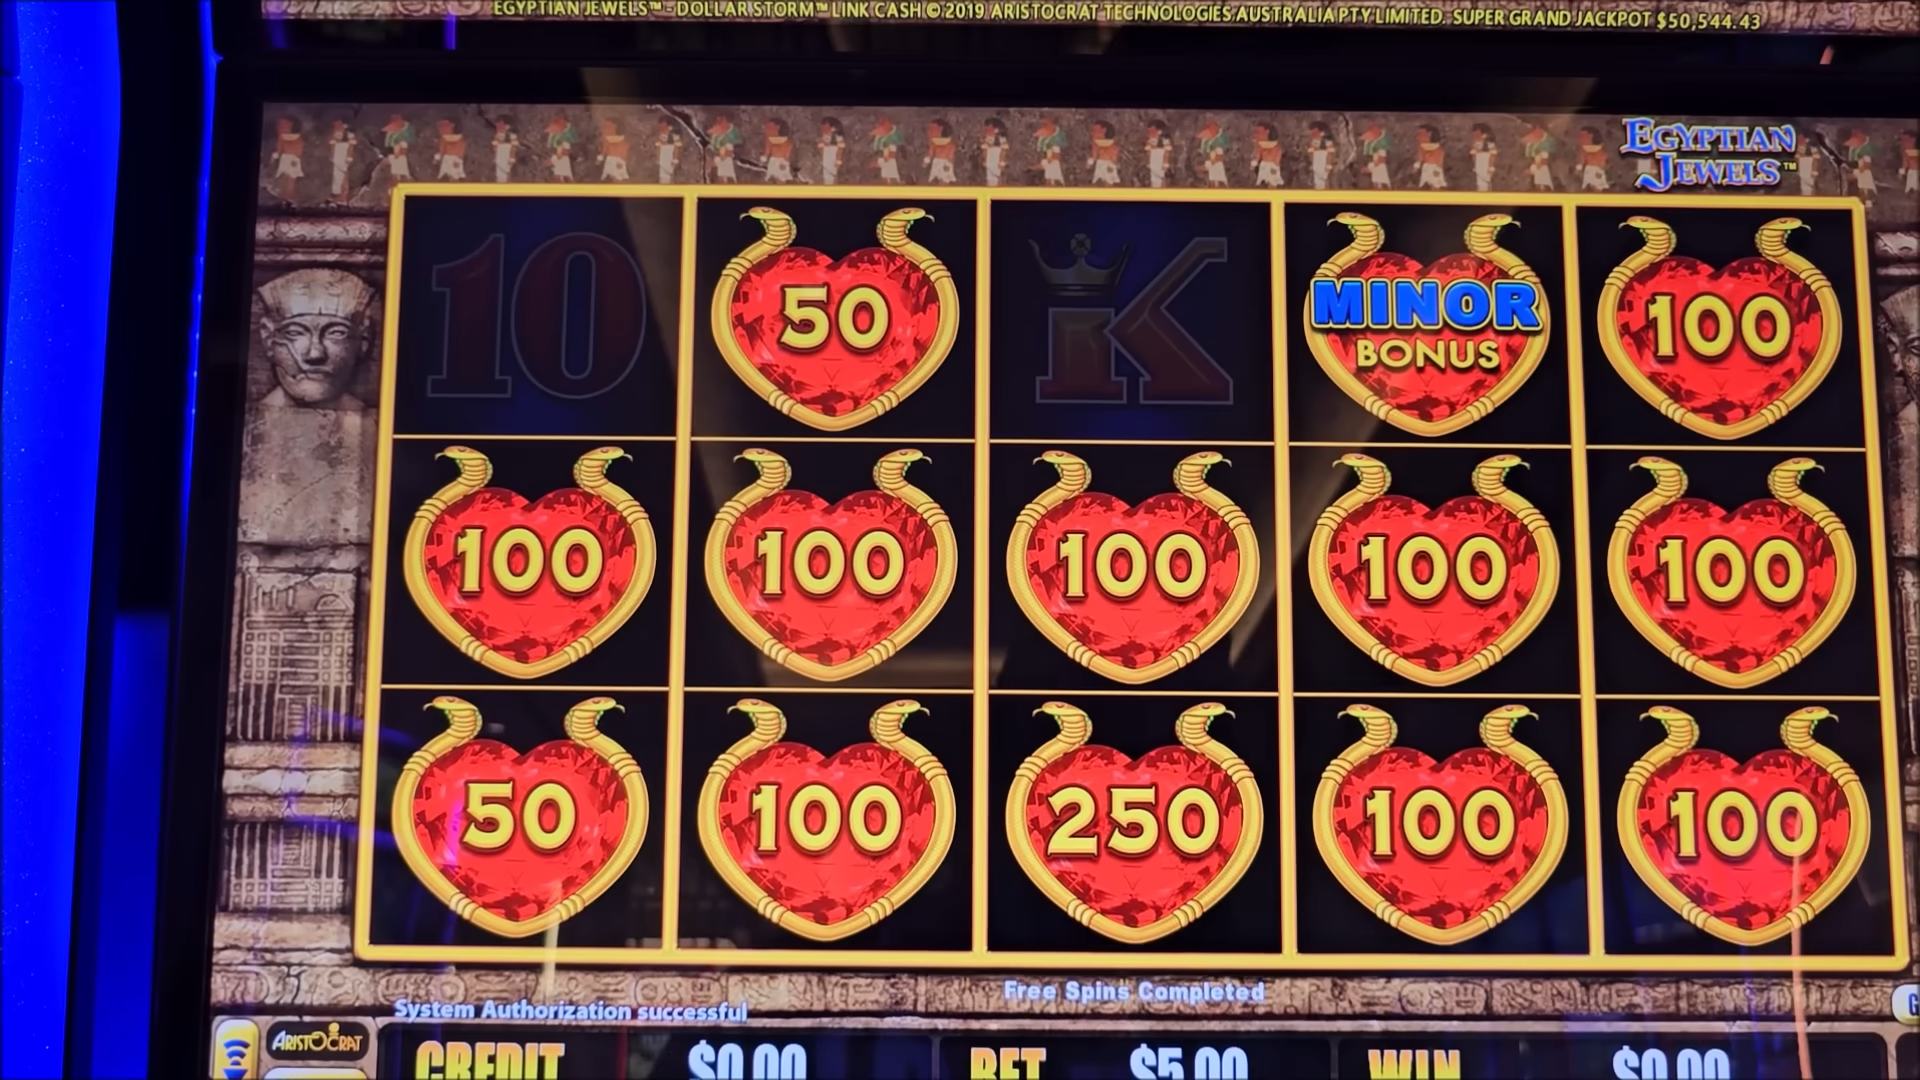 EGYPTIAN JEWELS™ - DOLLAR STORM™ LINK CASH © 2019 ARISTOCRAT TECHNOLOGIES AUSTRALIA PTY LIMITED. SUPER GRAND JACKPOT $50,544.43
EGYPTIAN
JEWELS™
10 50 K MINOR 100
BONUS
100 100 100 100 100
50 100 250 100 100
Free Spins Completed
System Authorization successful
ARISTOCRAT
CREDIT $0.00 BET $5.00 WIN $0.00